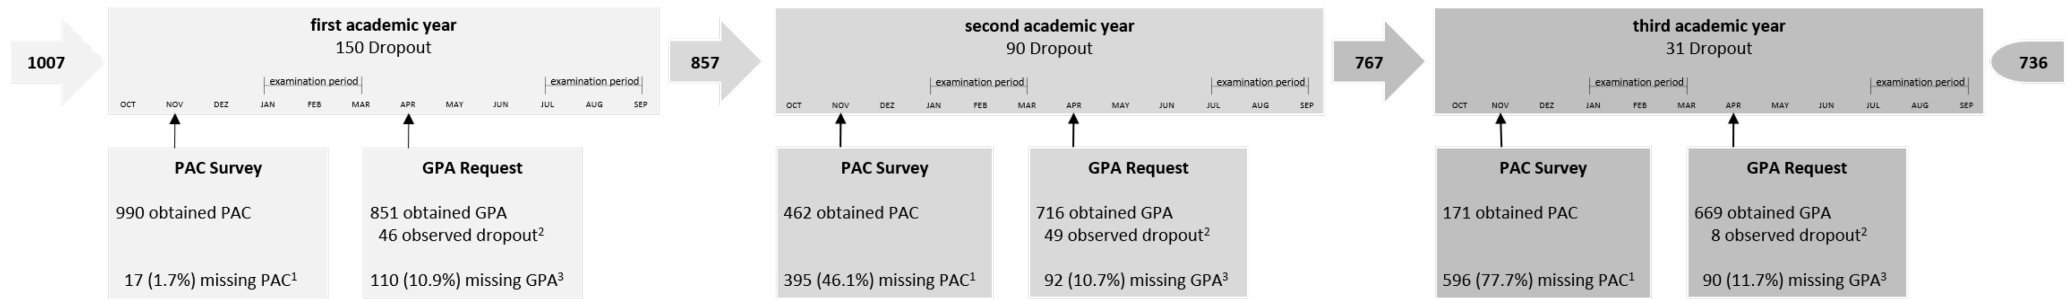 1007
first academic year
150 Dropout
examination period examination period
OCT NOV DEZ JAN FEB MAR APR MAY JUN JUL AUG SEP
PAC Survey
990 obtained PAC
17 (1.7%) missing PAC¹
GPA Request
851 obtained GPA
46 observed dropout²
110 (10.9%) missing GPA³
857
second academic year
90 Dropout
examination period examination period
OCT NOV DEZ JAN FEB MAR APR MAY JUN JUL AUG SEP
PAC Survey
462 obtained PAC
395 (46.1%) missing PAC¹
GPA Request
716 obtained GPA
49 observed dropout²
92 (10.7%) missing GPA³
767
third academic year
31 Dropout
examination period examination period
OCT NOV DEZ JAN FEB MAR APR MAY JUN JUL AUG SEP
PAC Survey
171 obtained PAC
596 (77.7%) missing PAC¹
GPA Request
669 obtained GPA
8 observed dropout²
90 (11.7%) missing GPA³
736